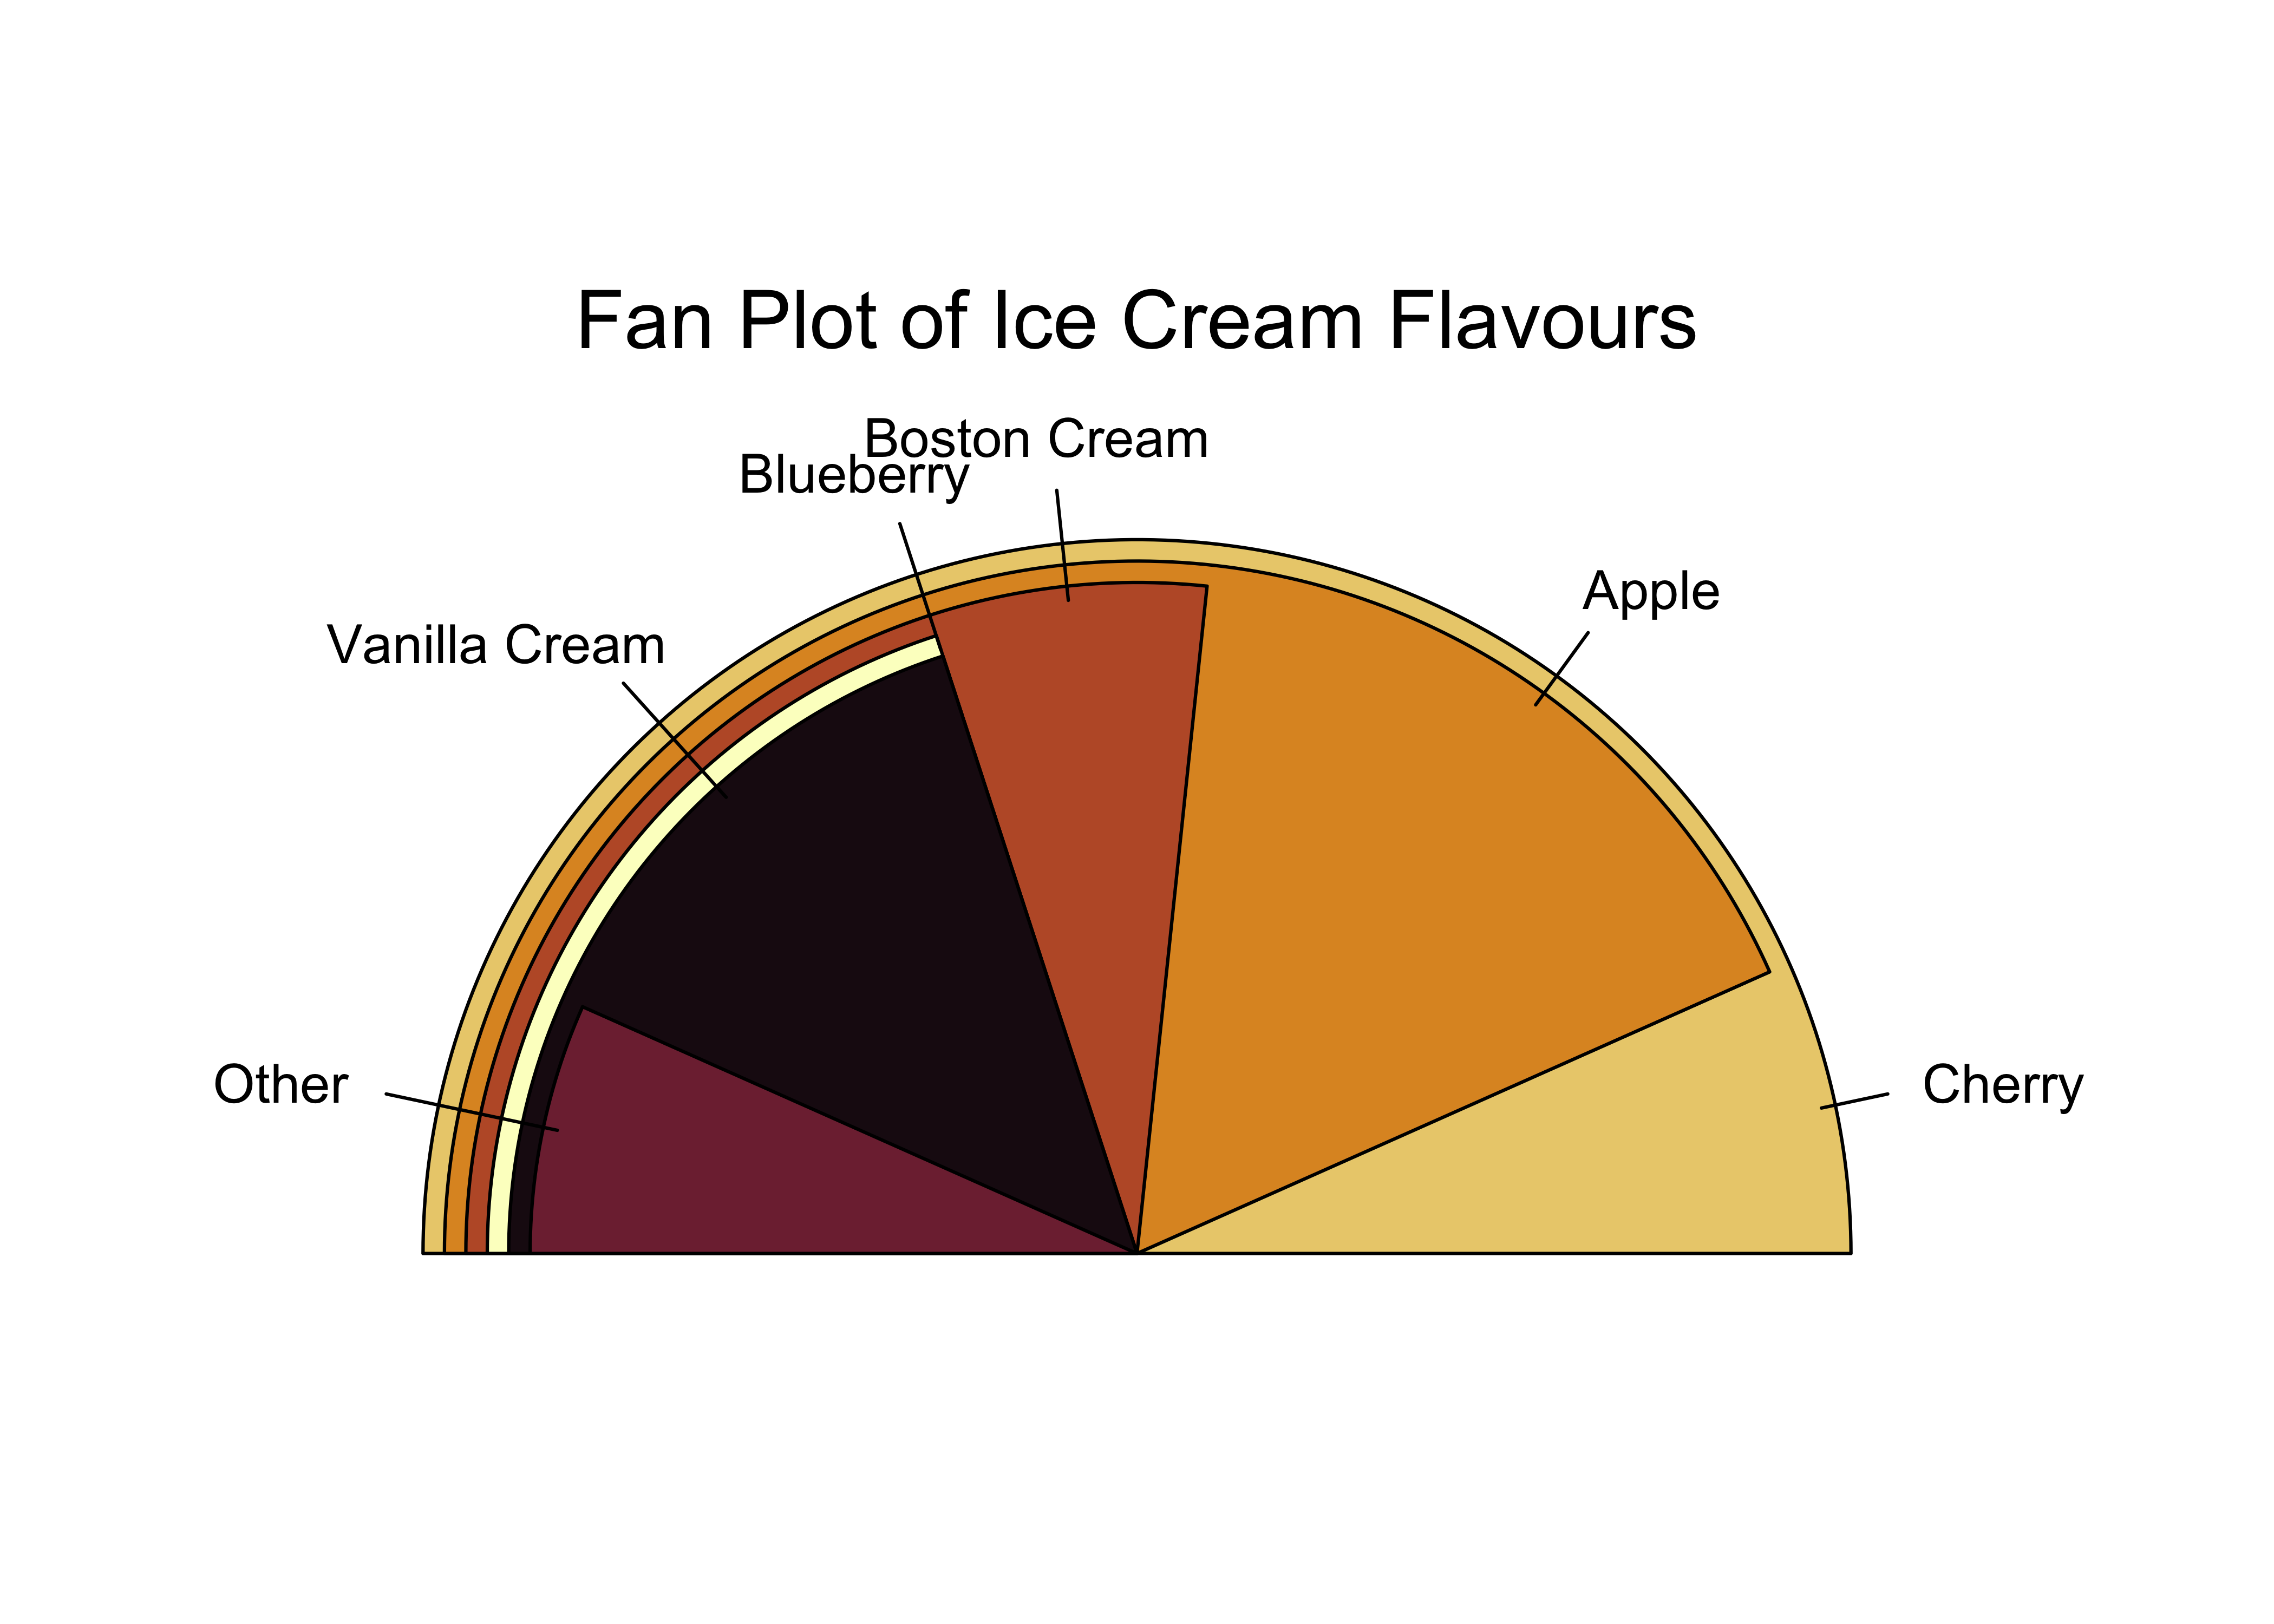 Fan Plot of Ice Cream Flavours
Boston Cream
Blueberry
Apple
Vanilla Cream
Other
Cherry